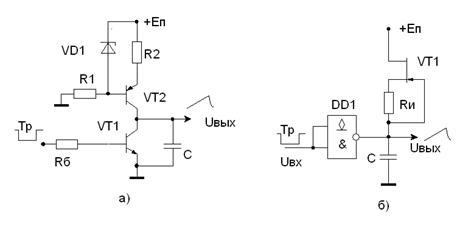 +Eп
+Eп
VD1
R2
VT1
R1
VT2
Rи
DD1
Tр
VT1
Uвых
Tр
Uвых
&
Rб
C
Uвх
C
а)
б)